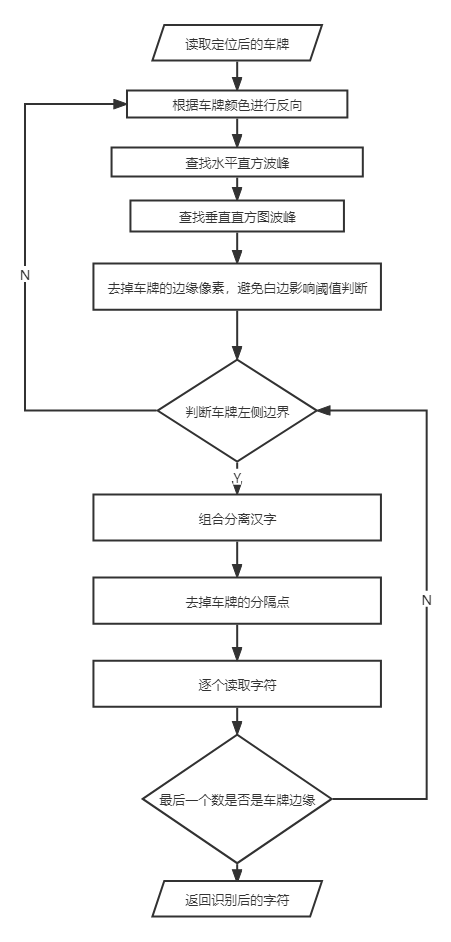 读取定位后的车牌
根据车牌颜色进行反向
查找水平直方波峰
查找垂直直方图波峰
N
去掉车牌的边缘像素，避免白边影响阈值判断
判断车牌左侧边界
Y
组合分离汉字
去掉车牌的分隔点
N
逐个读取字符
最后一个数是否是车牌边缘
返回识别后的字符